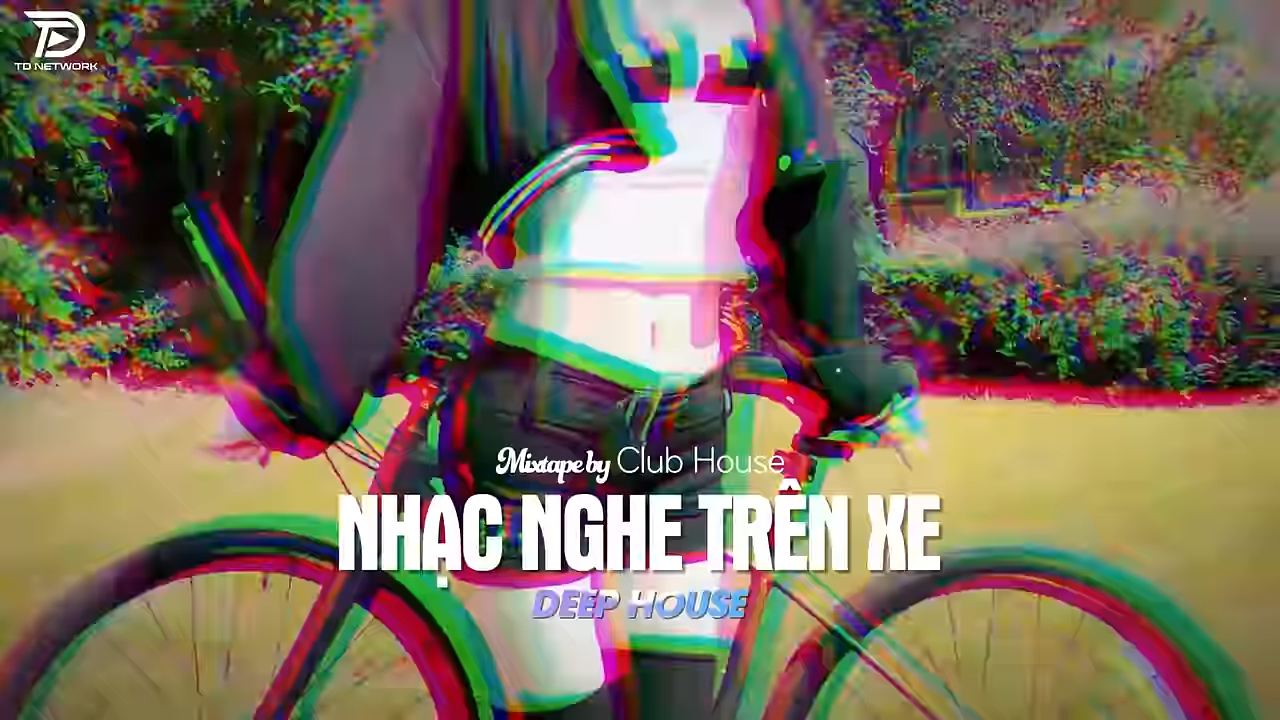 TD NETWORK
Mixtape by Club House
NHẠC NGHE TRÊN XE
DEEP HOUSE